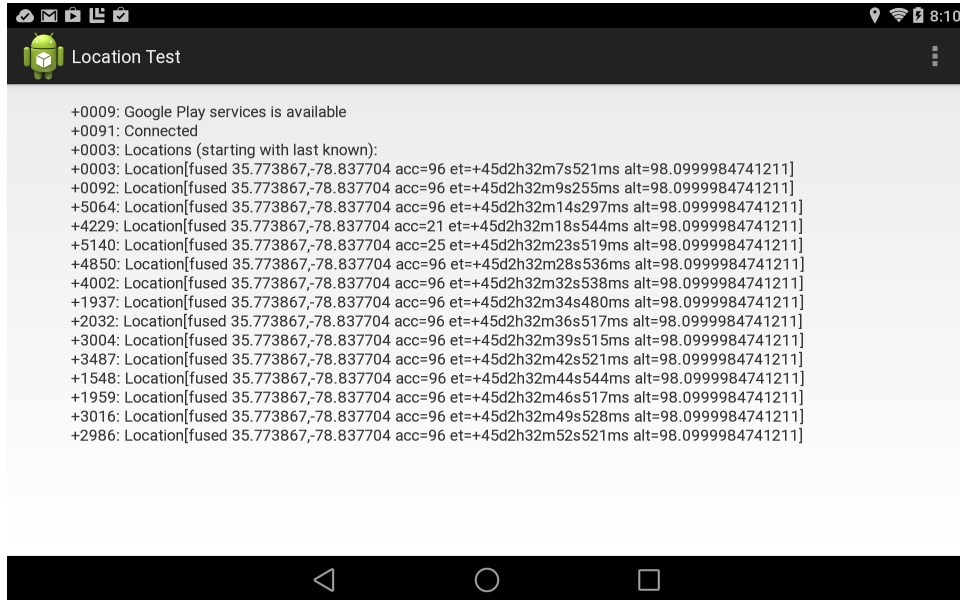 8:10
Location Test
+0009: Google Play services is available
+0091: Connected
+0003: Locations (starting with last known):
+0003: Location[fused 35.773867,-78.837704 acc=96 et=+45d2h32m7s521ms alt=98.0999984741211]
+0092: Location[fused 35.773867,-78.837704 acc=96 et=+45d2h32m9s255ms alt=98.0999984741211]
+5064: Location[fused 35.773867,-78.837704 acc=96 et=+45d2h32m14s297ms alt=98.0999984741211]
+4229: Location[fused 35.773867,-78.837704 acc=21 et=+45d2h32m18s544ms alt=98.0999984741211]
+5140: Location[fused 35.773867,-78.837704 acc=25 et=+45d2h32m23s519ms alt=98.0999984741211]
+4850: Location[fused 35.773867,-78.837704 acc=96 et=+45d2h32m28s536ms alt=98.0999984741211]
+4002: Location[fused 35.773867,-78.837704 acc=96 et=+45d2h32m32s538ms alt=98.0999984741211]
+1937: Location[fused 35.773867,-78.837704 acc=96 et=+45d2h32m34s480ms alt=98.0999984741211]
+2032: Location[fused 35.773867,-78.837704 acc=96 et=+45d2h32m36s517ms alt=98.0999984741211]
+3004: Location[fused 35.773867,-78.837704 acc=96 et=+45d2h32m39s515ms alt=98.0999984741211]
+3487: Location[fused 35.773867,-78.837704 acc=96 et=+45d2h32m42s521ms alt=98.0999984741211]
+1548: Location[fused 35.773867,-78.837704 acc=96 et=+45d2h32m44s544ms alt=98.0999984741211]
+1959: Location[fused 35.773867,-78.837704 acc=96 et=+45d2h32m46s517ms alt=98.0999984741211]
+3016: Location[fused 35.773867,-78.837704 acc=96 et=+45d2h32m49s528ms alt=98.0999984741211]
+2986: Location[fused 35.773867,-78.837704 acc=96 et=+45d2h32m52s521ms alt=98.0999984741211]